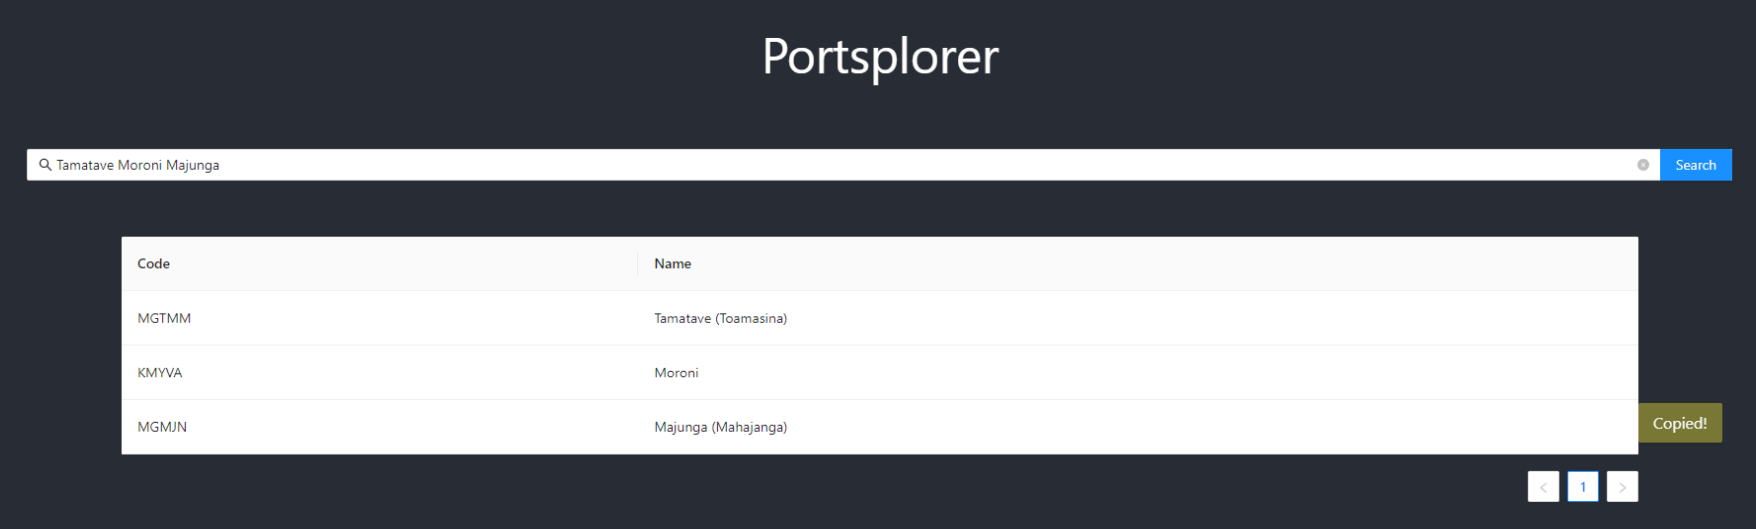 Portsplorer
Tamatave Moroni Majunga
Search
Code Name
MGTMM Tamatave (Toamasina)
KMYVA Moroni
MGMJN Majunga (Mahajanga)
Copied!
< 1 >